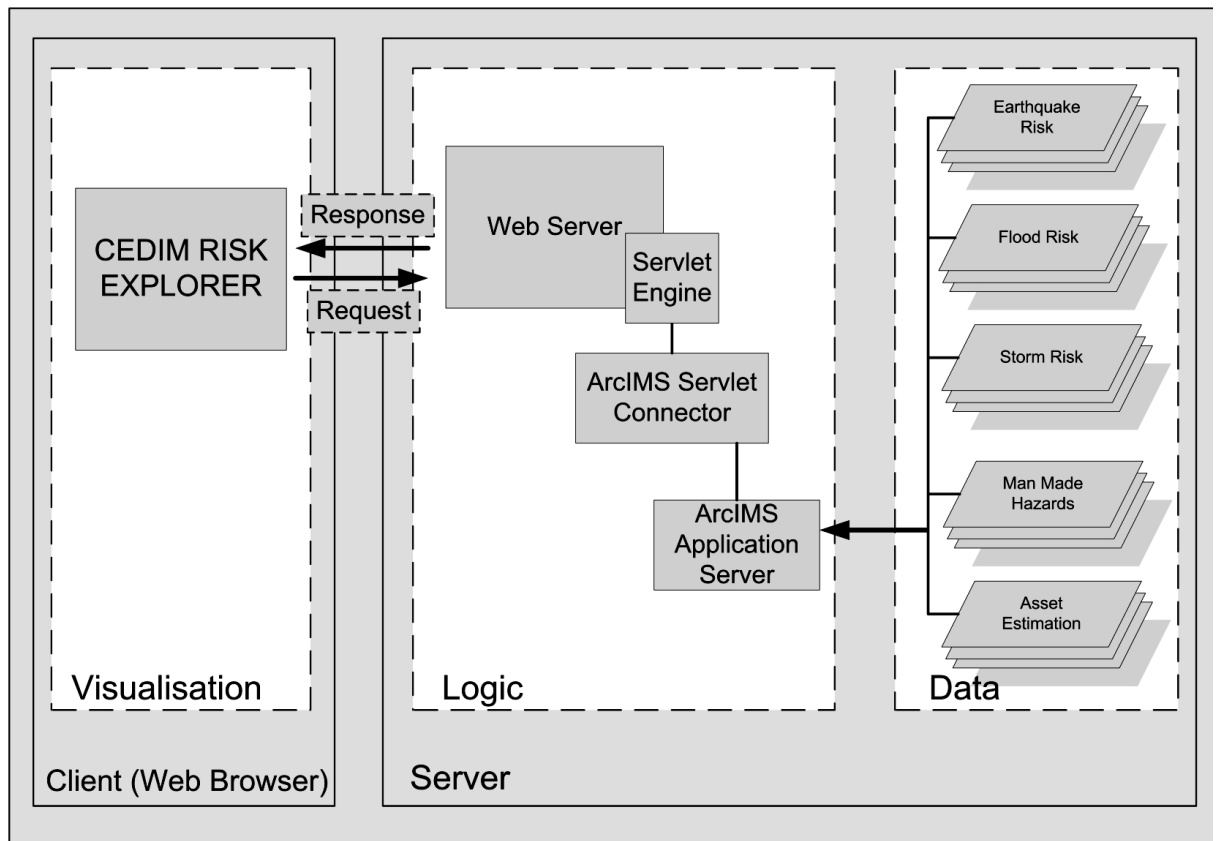 CEDIM RISK
EXPLORER
Response
Request
Visualisation
Client (Web Browser)
Web Server
Servlet
Engine
ArcIMS Servlet
Connector
ArcIMS
Application
Server
Logic
Earthquake
Risk
Flood Risk
Storm Risk
Man Made
Hazards
Asset
Estimation
Data
Server